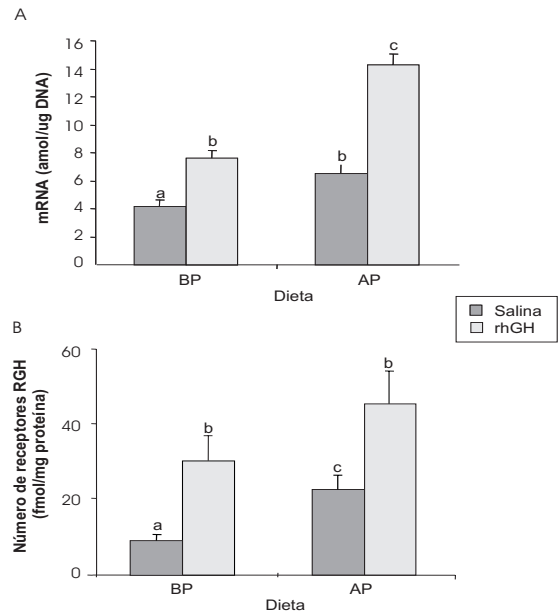 A
mRNA (amol/ug DNA)
16
14
12
10
8
6
4
2
0
a
b
b
c
BP
AP
Dieta
Salina
rhGH
B
Número de receptores RGH
(fmol/mg proteína)
60
40
20
0
a
b
c
b
BP
AP
Dieta